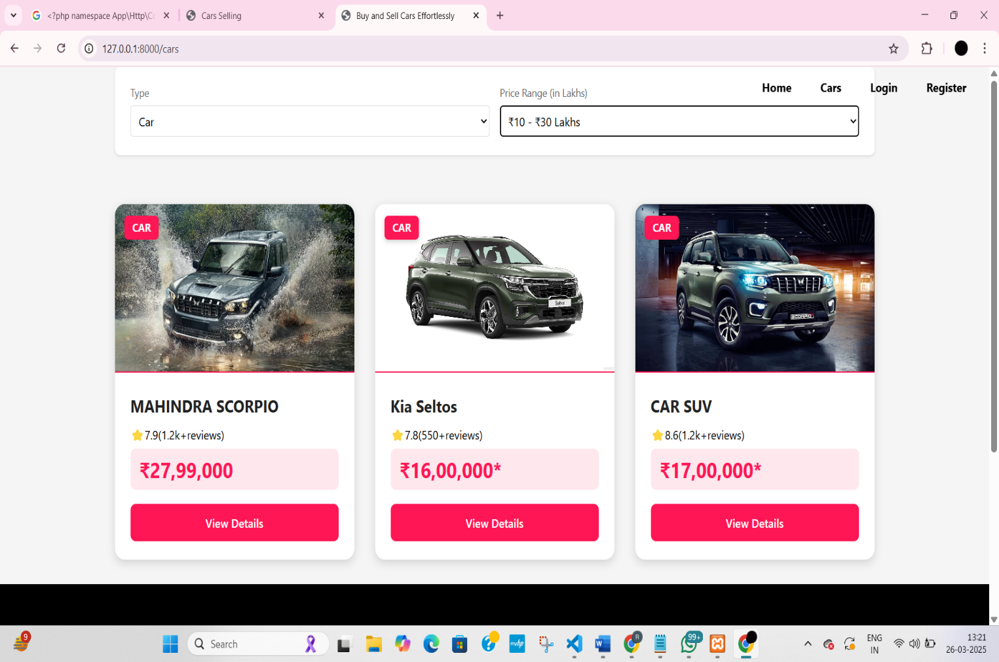 <?php namespace App\Http\Co
Cars Selling
Buy and Sell Cars Effortlessly
127.0.0.1:8000/cars
Home Cars Login Register
Type
Price Range (in Lakhs)
Car
₹10 - ₹30 Lakhs
CAR
CAR
CAR
Seltos
SCORPIO
MAHINDRA SCORPIO
7.9(1.2k+reviews)
₹27,99,000
View Details
Kia Seltos
7.8(550+reviews)
₹16,00,000*
View Details
CAR SUV
8.6(1.2k+reviews)
₹17,00,000*
View Details
9
Search
myhp
R
99+
ENG
IN
13:21
26-03-2025